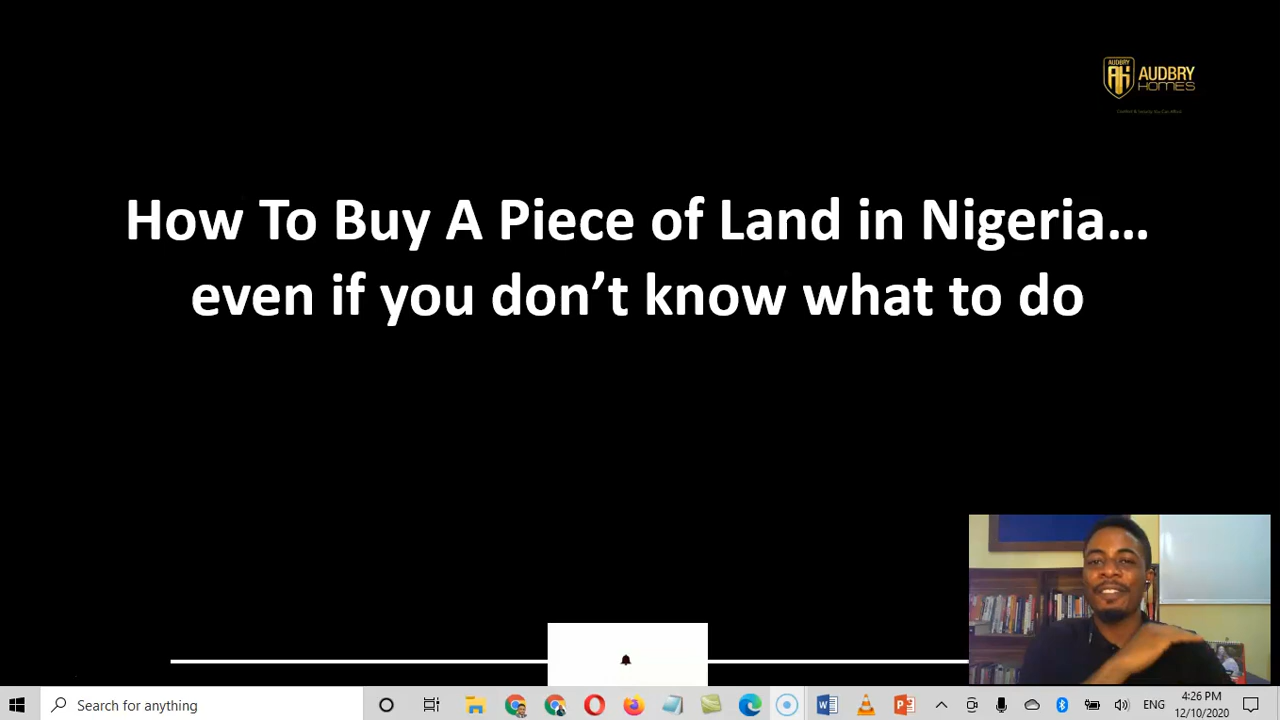 AUDBRY
AUDBRY
HOMES
How To Buy A Piece of Land in Nigeria...
even if you don't know what to do
Search for anything
ENG
4:26 PM
12/10/2020